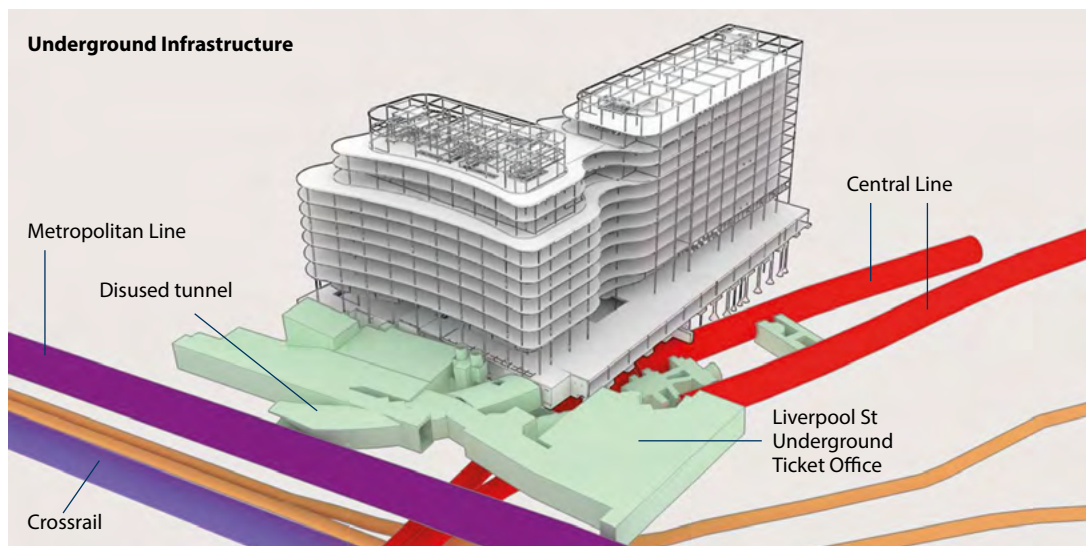 Underground Infrastructure
Central Line
Metropolitan Line
Disused tunnel
Liverpool St
Underground
Ticket Office
Crossrail